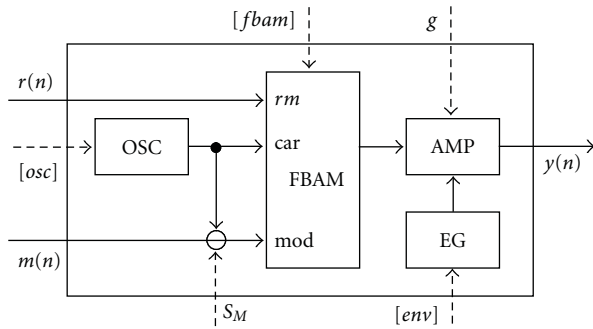 [fbam]
g
r(n)
rm
OSC
car
AMP
[osc]
FBAM
y(n)
mod
EG
m(n)
S_M
[env]